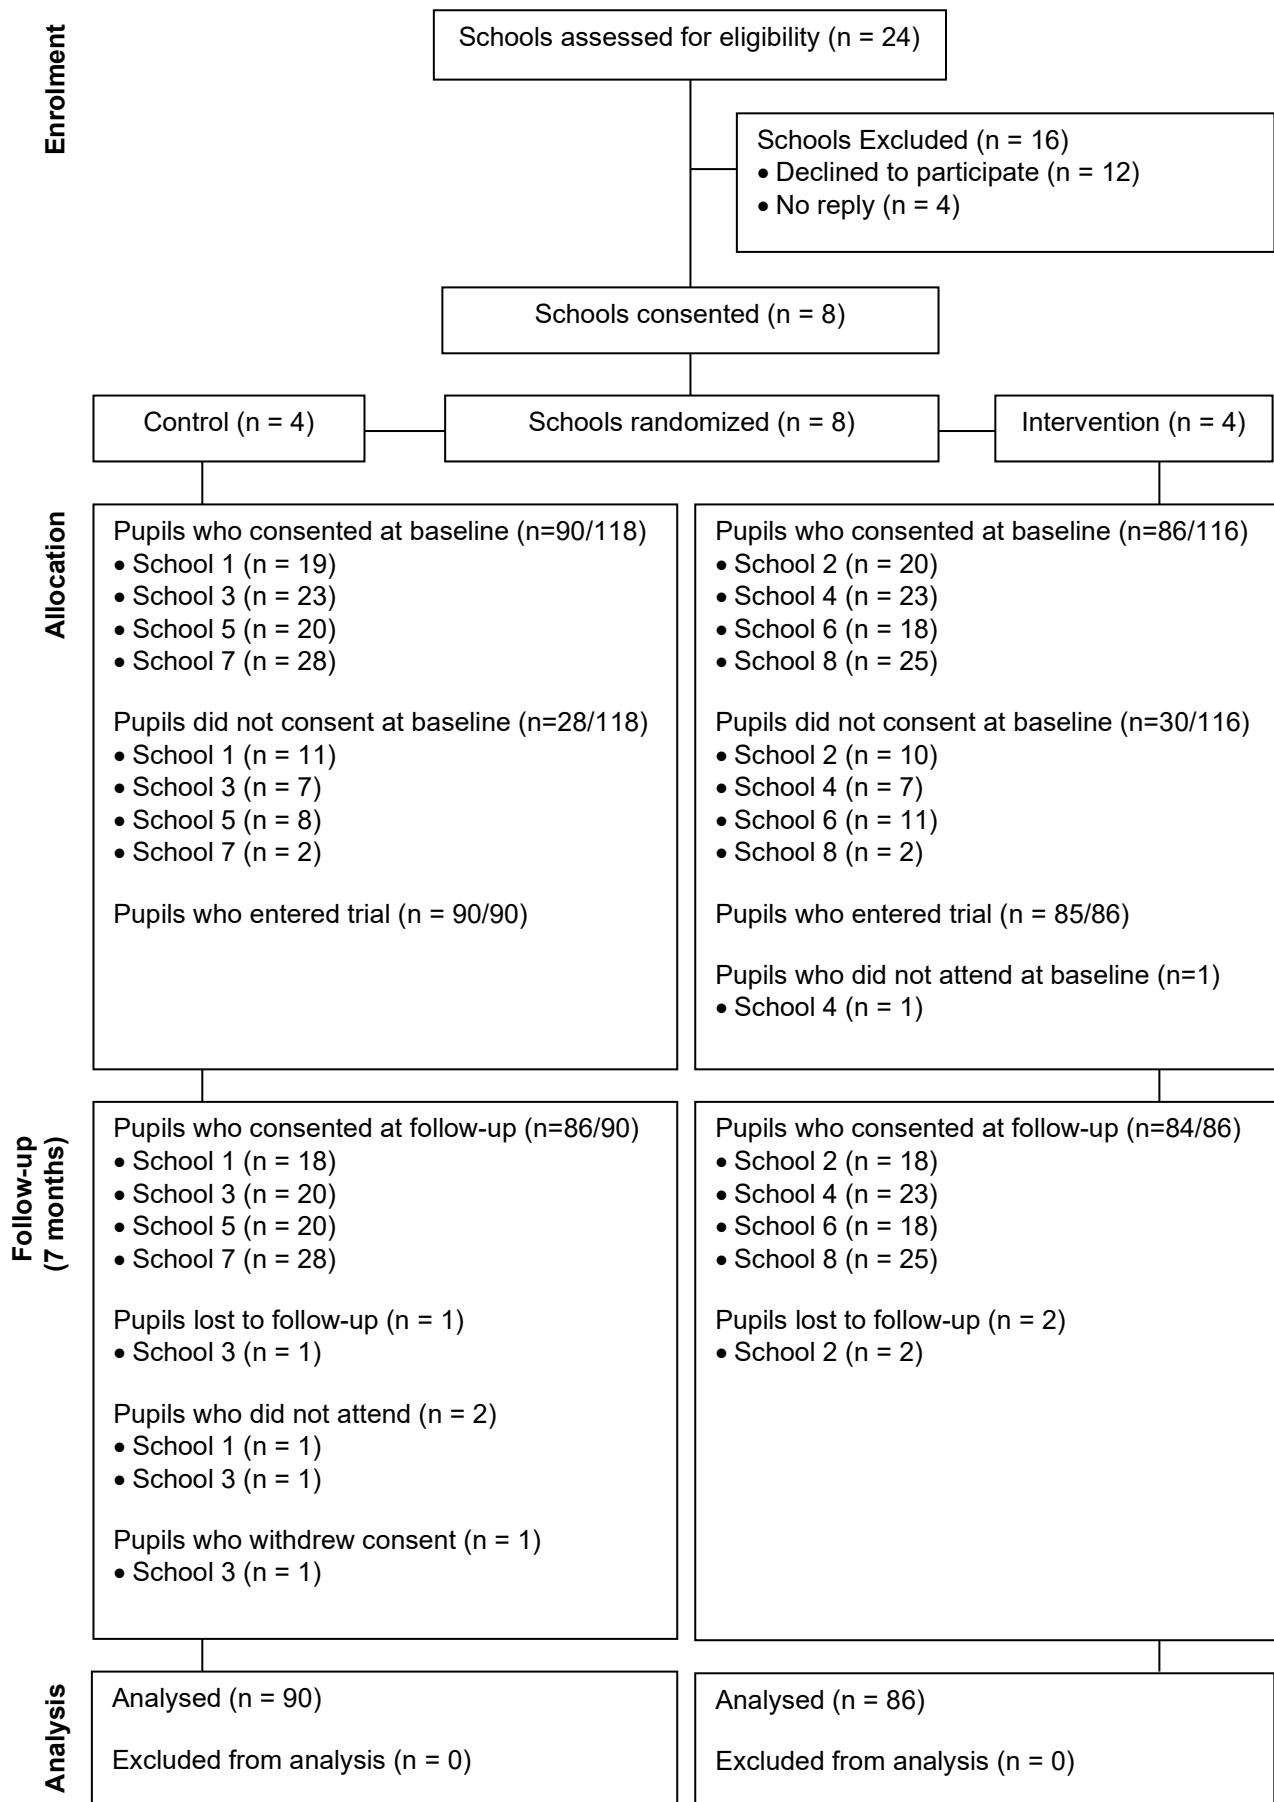 Enrolment
Schools assessed for eligibility (n = 24)
Schools Excluded (n = 16)
• Declined to participate (n = 12)
• No reply (n = 4)
Schools consented (n = 8)
Control (n = 4)
Schools randomized (n = 8)
Intervention (n = 4)
Allocation
Pupils who consented at baseline (n=90/118)
• School 1 (n = 19)
• School 3 (n = 23)
• School 5 (n = 20)
• School 7 (n = 28)
Pupils did not consent at baseline (n=28/118)
• School 1 (n = 11)
• School 3 (n = 7)
• School 5 (n = 8)
• School 7 (n = 2)
Pupils who entered trial (n = 90/90)
Pupils who consented at baseline (n=86/116)
• School 2 (n = 20)
• School 4 (n = 23)
• School 6 (n = 18)
• School 8 (n = 25)
Pupils did not consent at baseline (n=30/116)
• School 2 (n = 10)
• School 4 (n = 7)
• School 6 (n = 11)
• School 8 (n = 2)
Pupils who entered trial (n = 85/86)
Pupils who did not attend at baseline (n=1)
• School 4 (n = 1)
Follow-up
(7 months)
Pupils who consented at follow-up (n=86/90)
• School 1 (n = 18)
• School 3 (n = 20)
• School 5 (n = 20)
• School 7 (n = 28)
Pupils lost to follow-up (n = 1)
• School 3 (n = 1)
Pupils who did not attend (n = 2)
• School 1 (n = 1)
• School 3 (n = 1)
Pupils who withdrew consent (n = 1)
• School 3 (n = 1)
Pupils who consented at follow-up (n=84/86)
• School 2 (n = 18)
• School 4 (n = 23)
• School 6 (n = 18)
• School 8 (n = 25)
Pupils lost to follow-up (n = 2)
• School 2 (n = 2)
Analysis
Analysed (n = 90)
Excluded from analysis (n = 0)
Analysed (n = 86)
Excluded from analysis (n = 0)